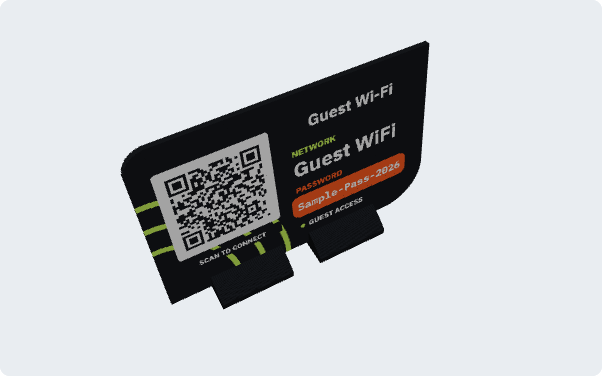 Guest Wi-Fi
NETWORK
Guest WiFi
PASSWORD
Sample-Pass-2026
GUEST ACCESS
SCAN TO CONNECT